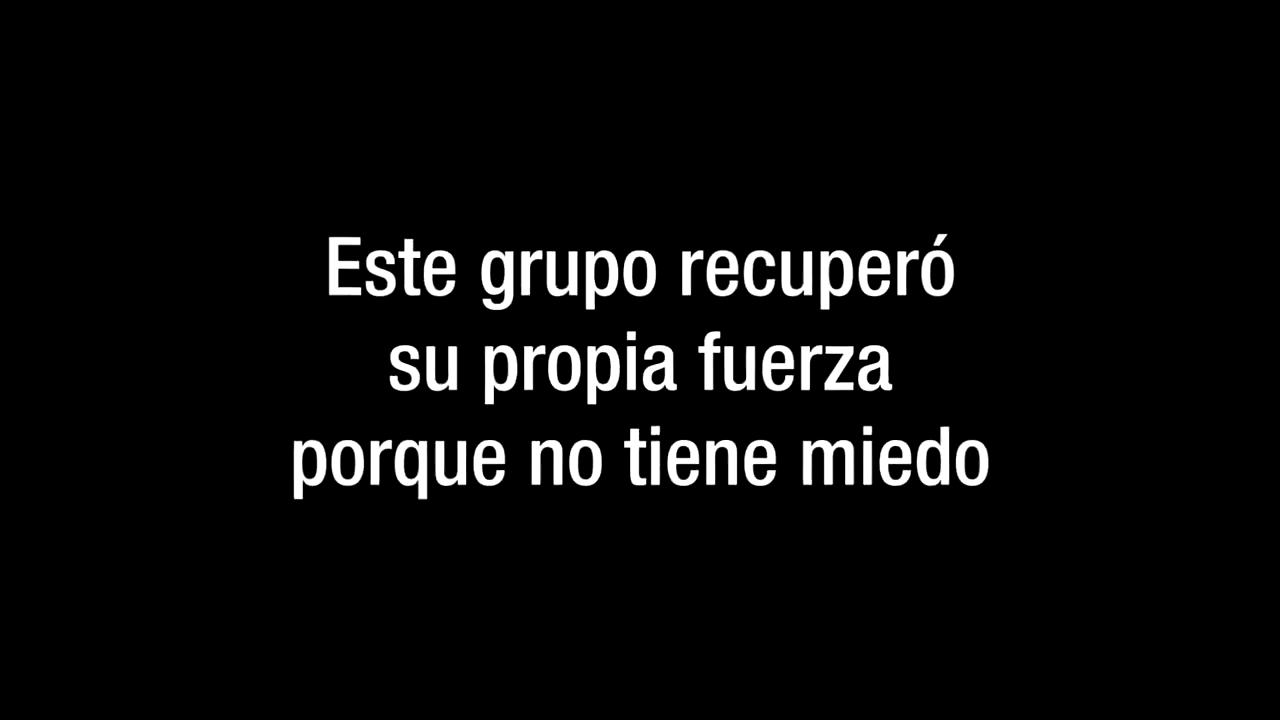 Este grupo recuperó
su propia fuerza
porque no tiene miedo